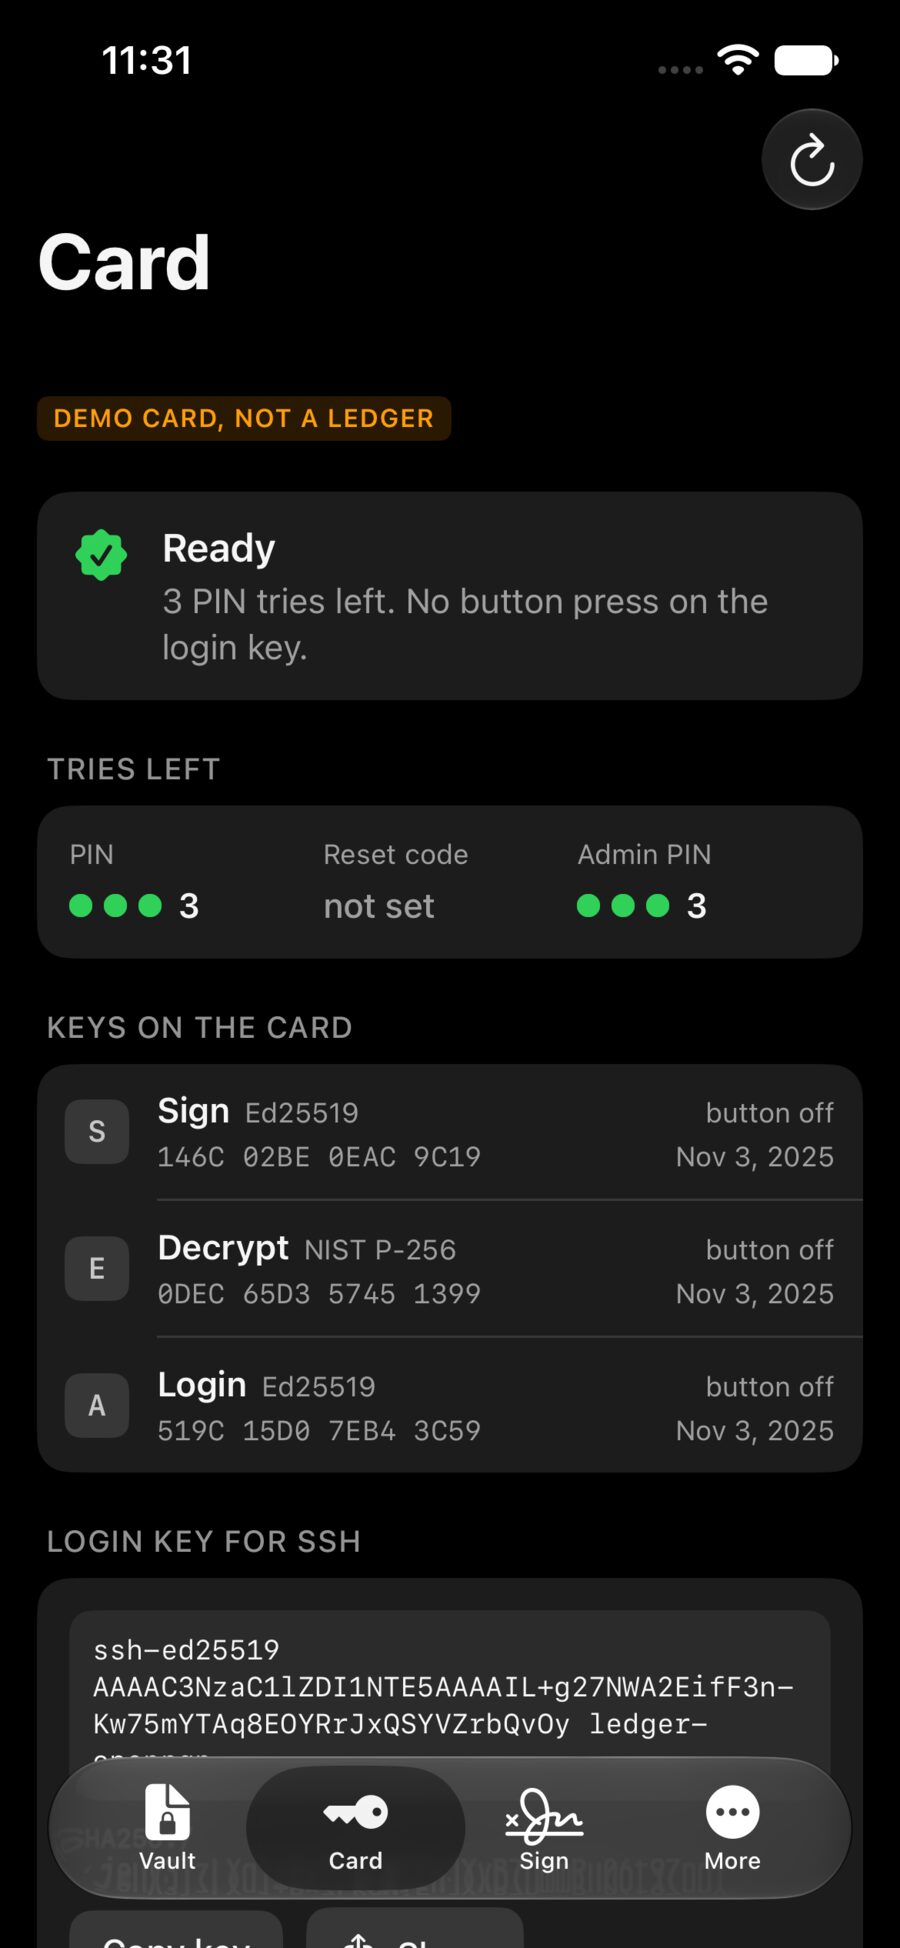 11:31
Card
DEMO CARD, NOT A LEDGER
Ready
3 PIN tries left. No button press on the
login key.
TRIES LEFT
PIN
Reset code
Admin PIN
3
not set
3
KEYS ON THE CARD
S
Sign Ed25519
button off
146C 02BE 0EAC 9C19
Nov 3, 2025
E
Decrypt NIST P-256
button off
0DEC 65D3 5745 1399
Nov 3, 2025
A
Login Ed25519
button off
519C 15D0 7EB4 3C59
Nov 3, 2025
LOGIN KEY FOR SSH
ssh-ed25519
AAAAC3NzaC1lZDI1NTE5AAAAIL+g27NWA2EifF3n-
Kw75mYTAq8EOYRrJxQSYVZrbQvOy ledger-
Vault
Card
Sign
More
Copy key